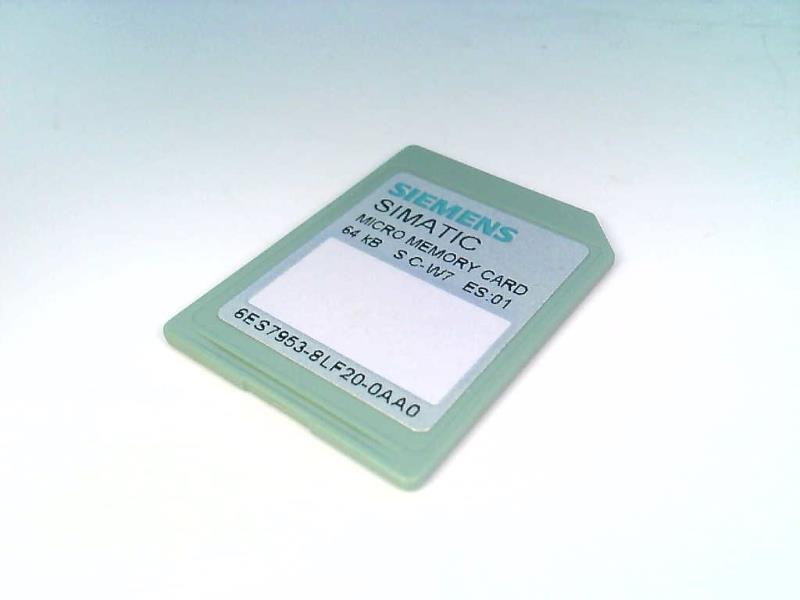 SIEMENS
SIMATIC
MICRO MEMORY CARD
64 kB S C-W7 ES:01
6ES7953-8LF20-0AA0